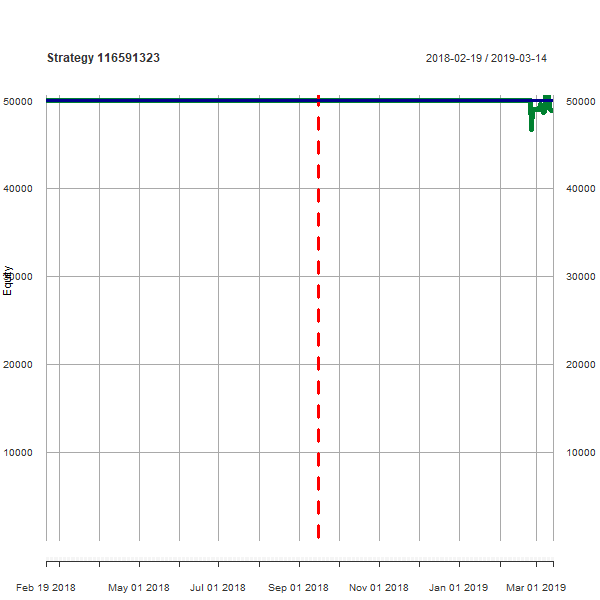 Strategy 116591323 2018-02-19 / 2019-03-14
50000 50000
40000 40000
Equity
30000 30000
20000 20000
10000 10000
Feb 19 2018 May 01 2018 Jul 01 2018 Sep 01 2018 Nov 01 2018 Jan 01 2019 Mar 01 2019